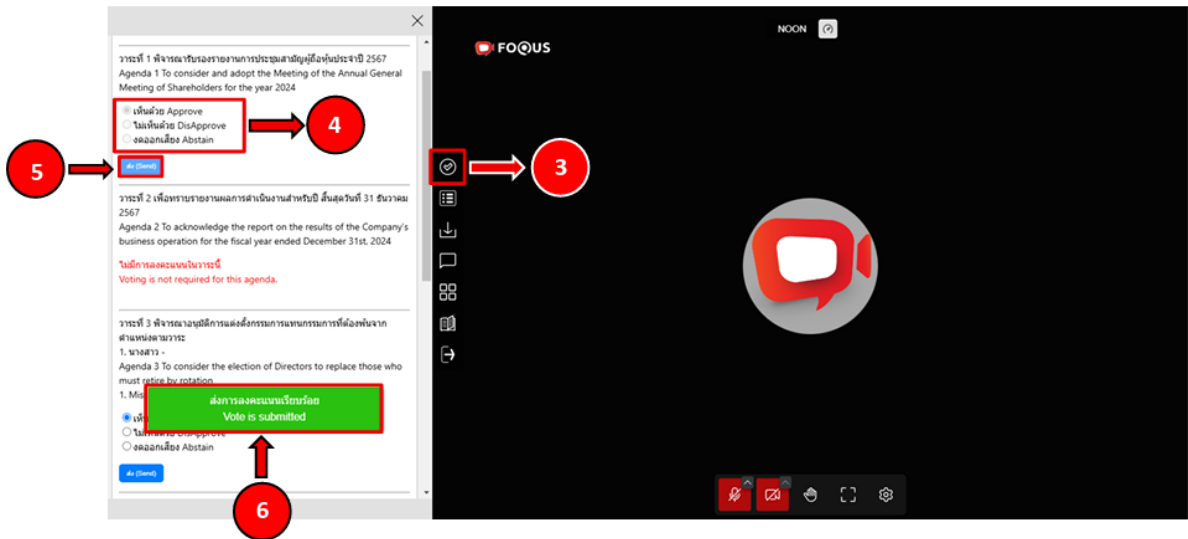 วาระที่ 1 พิจารณารับรองรายงานการประชุมสามัญผู้ถือหุ้นประจำปี 2567
Agenda 1 To consider and adopt the Meeting of the Annual General
Meeting of Shareholders for the year 2024
เห็นด้วย Approve
ไม่เห็นด้วย DisApprove
งดออกเสียง Abstain
4
5
ส่ง (Send)
วาระที่ 2 เพื่อทราบรายงานผลการดำเนินงานสำหรับปี สิ้นสุดวันที่ 31 ธันวาคม
2567
Agenda 2 To acknowledge the report on the results of the Company's
business operation for the fiscal year ended December 31st, 2024
ไม่มีการลงคะแนนในวาระนี้
Voting is not required for this agenda.
วาระที่ 3 พิจารณาอนุมัติการแต่งตั้งกรรมการแทนกรรมการที่ต้องพ้นจาก
ตำแหน่งตามวาระ
1. นางสาว -
Agenda 3 To consider the election of Directors to replace those who
must retire by rotation
1. Mis
ส่งการลงคะแนนเรียบร้อย
Vote is submitted
เห็
ไม่เห็นด้วย DisApprove
งดออกเสียง Abstain
ส่ง (Send)
6
FOQUS
NOON
3